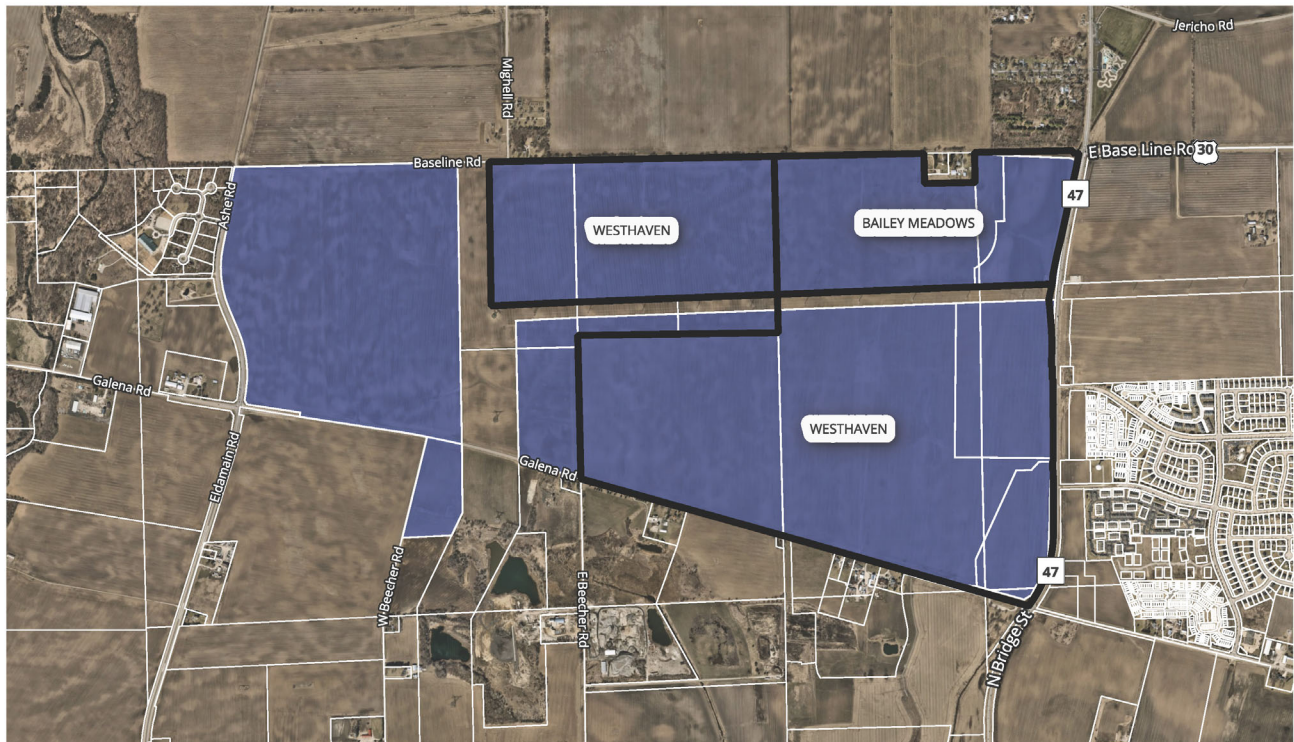 Jericho Rd
Mighell Rd
Baseline Rd
E Base Line Rd
30
Ashe Rd
47
WESTHAVEN
BAILEY MEADOWS
Galena Rd
WESTHAVEN
Eldamain Rd
Galena Rd
W Beecher Rd
E Beecher Rd
47
N Bridge St